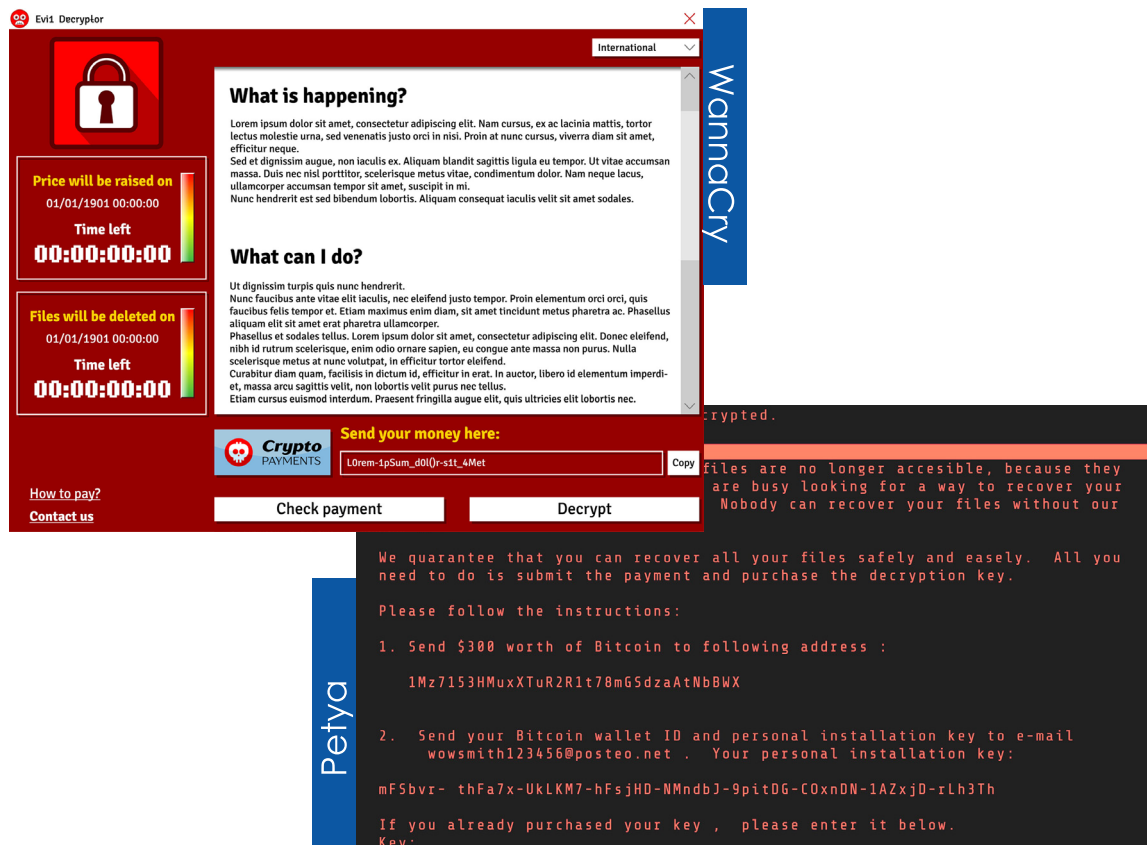 Evi1 Decryptor
International
What is happening?
Lorem ipsum dolor sit amet, consectetur adipiscing elit. Nam cursus, ex ac lacinia mattis, tortor
lectus molestie urna, sed venenatis justo orci in nisi. Proin at nunc cursus, viverra diam sit amet,
efficitur neque.
Sed et dignissim augue, non iaculis ex. Aliquam blandit sagittis ligula eu tempor. Ut vitae accumsan
massa. Duis nec nisl porttitor, scelerisque metus vitae, condimentum dolor. Nam neque lacus,
ullamcorper accumsan tempor sit amet, suscipit in mi.
Nunc hendrerit est sed bibendum lobortis. Aliquam consequat iaculis velit sit amet sodales.
What can I do?
Ut dignissim turpis quis nunc hendrerit.
Nunc faucibus ante vitae elit iaculis, nec eleifend justo tempor. Proin elementum orci orci, quis
faucibus felis tempor et. Etiam maximus enim diam, sit amet tincidunt metus pharetra ac. Phasellus
aliquam elit sit amet erat pharetra ullamcorper.
Phasellus et sodales tellus. Lorem ipsum dolor sit amet, consectetur adipiscing elit. Donec eleifend,
nibh id rutrum scelerisque, enim odio ornare sapien, eu congue ante massa non purus. Nulla
scelerisque metus at nunc volutpat, in efficitur tortor eleifend.
Curabitur diam quam, facilisis in dictum id, efficitur in erat. In auctor, libero id elementum imperdi-
et, massa arcu sagittis velit, non lobortis velit purus nec tellus.
Etiam cursus euismod interdum. Praesent fringilla augue elit, quis ultricies elit lobortis nec.
Price will be raised on
01/01/1901 00:00:00
Time left
00:00:00:00
Files will be deleted on
01/01/1901 00:00:00
Time left
00:00:00:00
How to pay?
Contact us
Crypto
PAYMENTS
Send your money here:
L0rem-1pSum_d0l()r-s1t_4Met
Copy
Check payment
Decrypt
WannaCry
crypted.
files are no longer accesible, because they
are busy looking for a way to recover your
Nobody can recover your files without our
We quarantee that you can recover all your files safely and easely. All you
need to do is submit the payment and purchase the decryption key.
Please follow the instructions:
1. Send $300 worth of Bitcoin to following address :
1Mz7153HMuxXTuR2R1t78mGSdzaAtNbBWX
2. Send your Bitcoin wallet ID and personal installation key to e-mail
wowsmith123456@posteo.net . Your personal installation key:
mFSbvr- thFa7x-UkLKM7-hFsjHD-NMndbJ-9pitDG-COxnDN-1AZxjD-rLh3Th
If you already purchased your key , please enter it below.
Key:
Petya